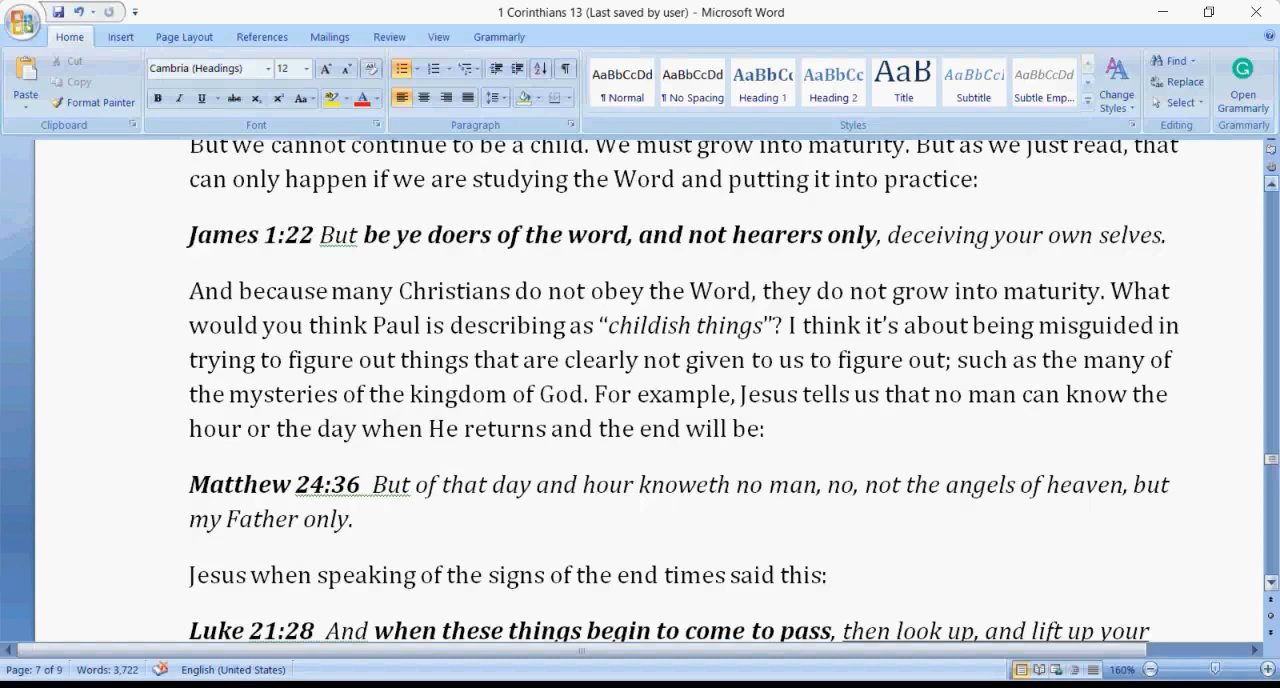 1 Corinthians 13 (Last saved by user) - Microsoft Word
Home Insert Page Layout References Mailings Review View Grammarly
Paste
Cut
Copy
Format Painter
Clipboard
Cambria (Headings) 12
Font
Paragraph
AaBbCcDd AaBbCcDd AaBbCc AaBbCc AaB AaBbCcI AaBbCcDd
¶ Normal ¶ No Spacing Heading 1 Heading 2 Title Subtitle Subtle Emp...
Change
Styles
Styles
Find
Replace
Select
Editing
Open
Grammarly
Grammarly
But we cannot continue to be a child. We must grow into maturity. But as we just read, that
can only happen if we are studying the Word and putting it into practice:
James 1:22 But be ye doers of the word, and not hearers only, deceiving your own selves.
And because many Christians do not obey the Word, they do not grow into maturity. What
would you think Paul is describing as “childish things”? I think it’s about being misguided in
trying to figure out things that are clearly not given to us to figure out; such as the many of
the mysteries of the kingdom of God. For example, Jesus tells us that no man can know the
hour or the day when He returns and the end will be:
Matthew 24:36 But of that day and hour knoweth no man, no, not the angels of heaven, but
my Father only.
Jesus when speaking of the signs of the end times said this:
Luke 21:28 And when these things begin to come to pass, then look up, and lift up your
Page: 7 of 9 Words: 3,722 English (United States) 160%